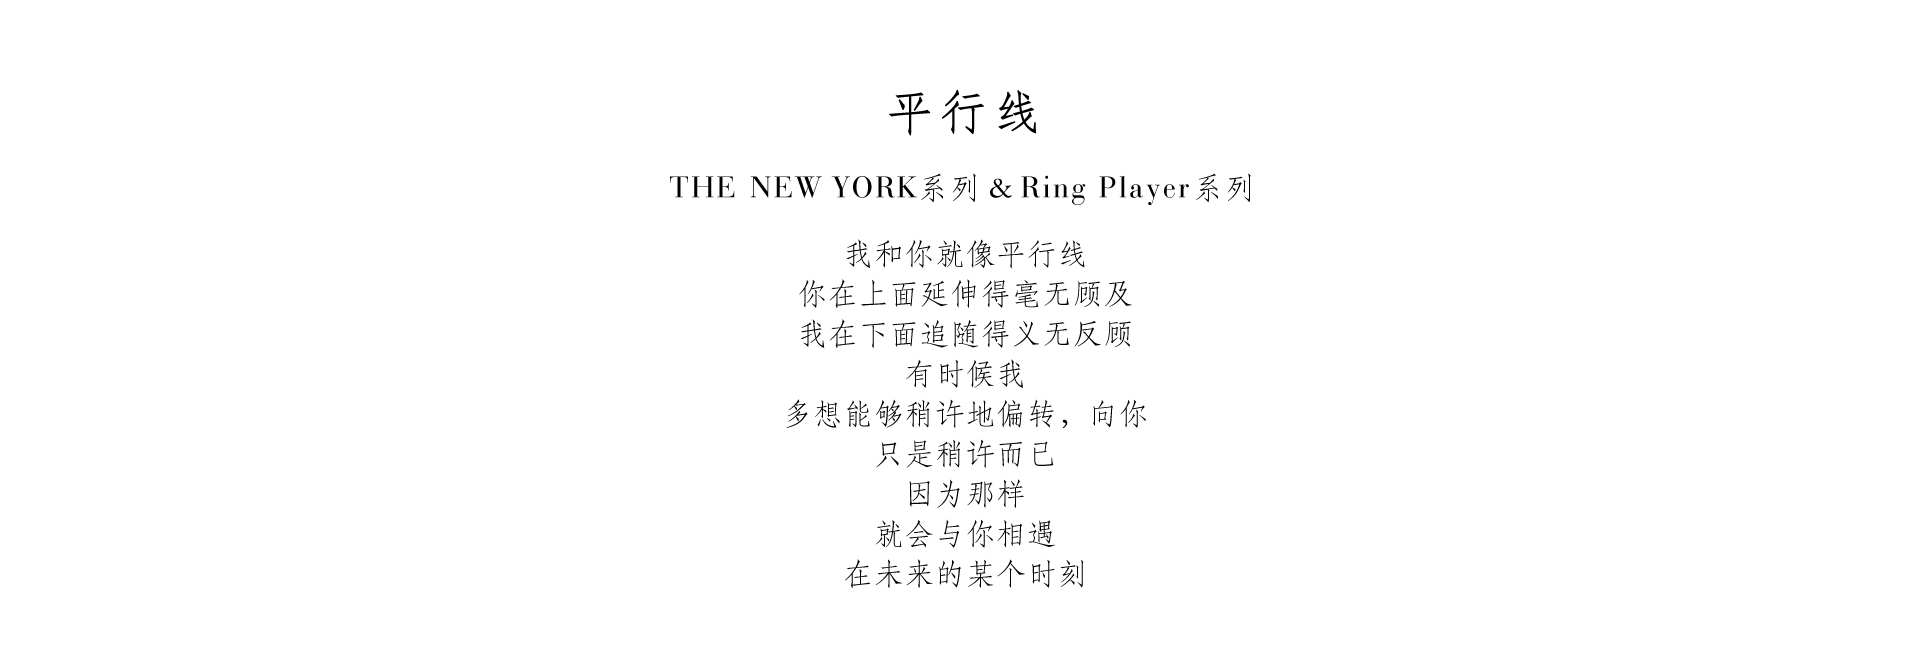 平行线
THE NEW YORK系列 & Ring Player系列
我和你就像平行线
你在上面延伸得毫无顾及
我在下面追随得义无反顾
有时候我
多想能够稍许地偏转，向你
只是稍许而已
因为那样
就会与你相遇
在未来的某个时刻